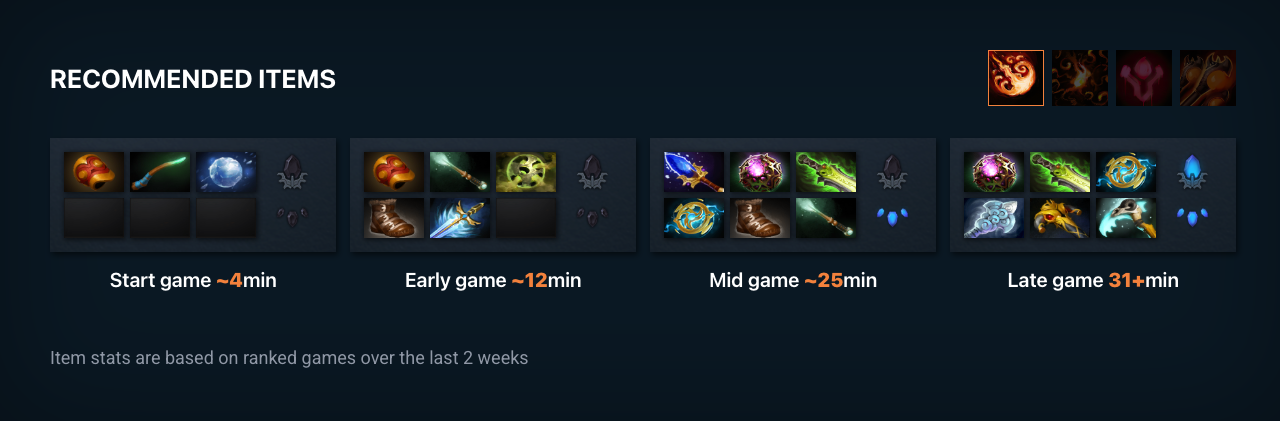 RECOMMENDED ITEMS
Start game ~4min
Early game ~12min
Mid game ~25min
Late game 31+min
Item stats are based on ranked games over the last 2 weeks